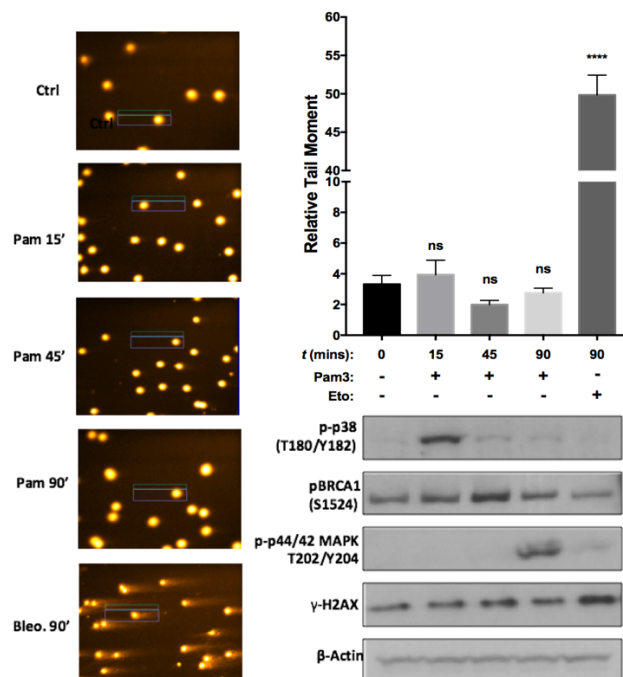 Ctrl
Ctrl
Pam 15’
Pam 45’
Pam 90’
Bleo. 90’
Relative Tail Moment
60
55
50
45
40
10
8
6
4
2
0
ns
ns
ns
****
t (mins): 0 15 45 90 90
Pam3: - + + + -
Eto: - - - - +
p-p38
(T180/Y182)
pBRCA1
(S1524)
p-p44/42 MAPK
T202/Y204
γ-H2AX
β-Actin